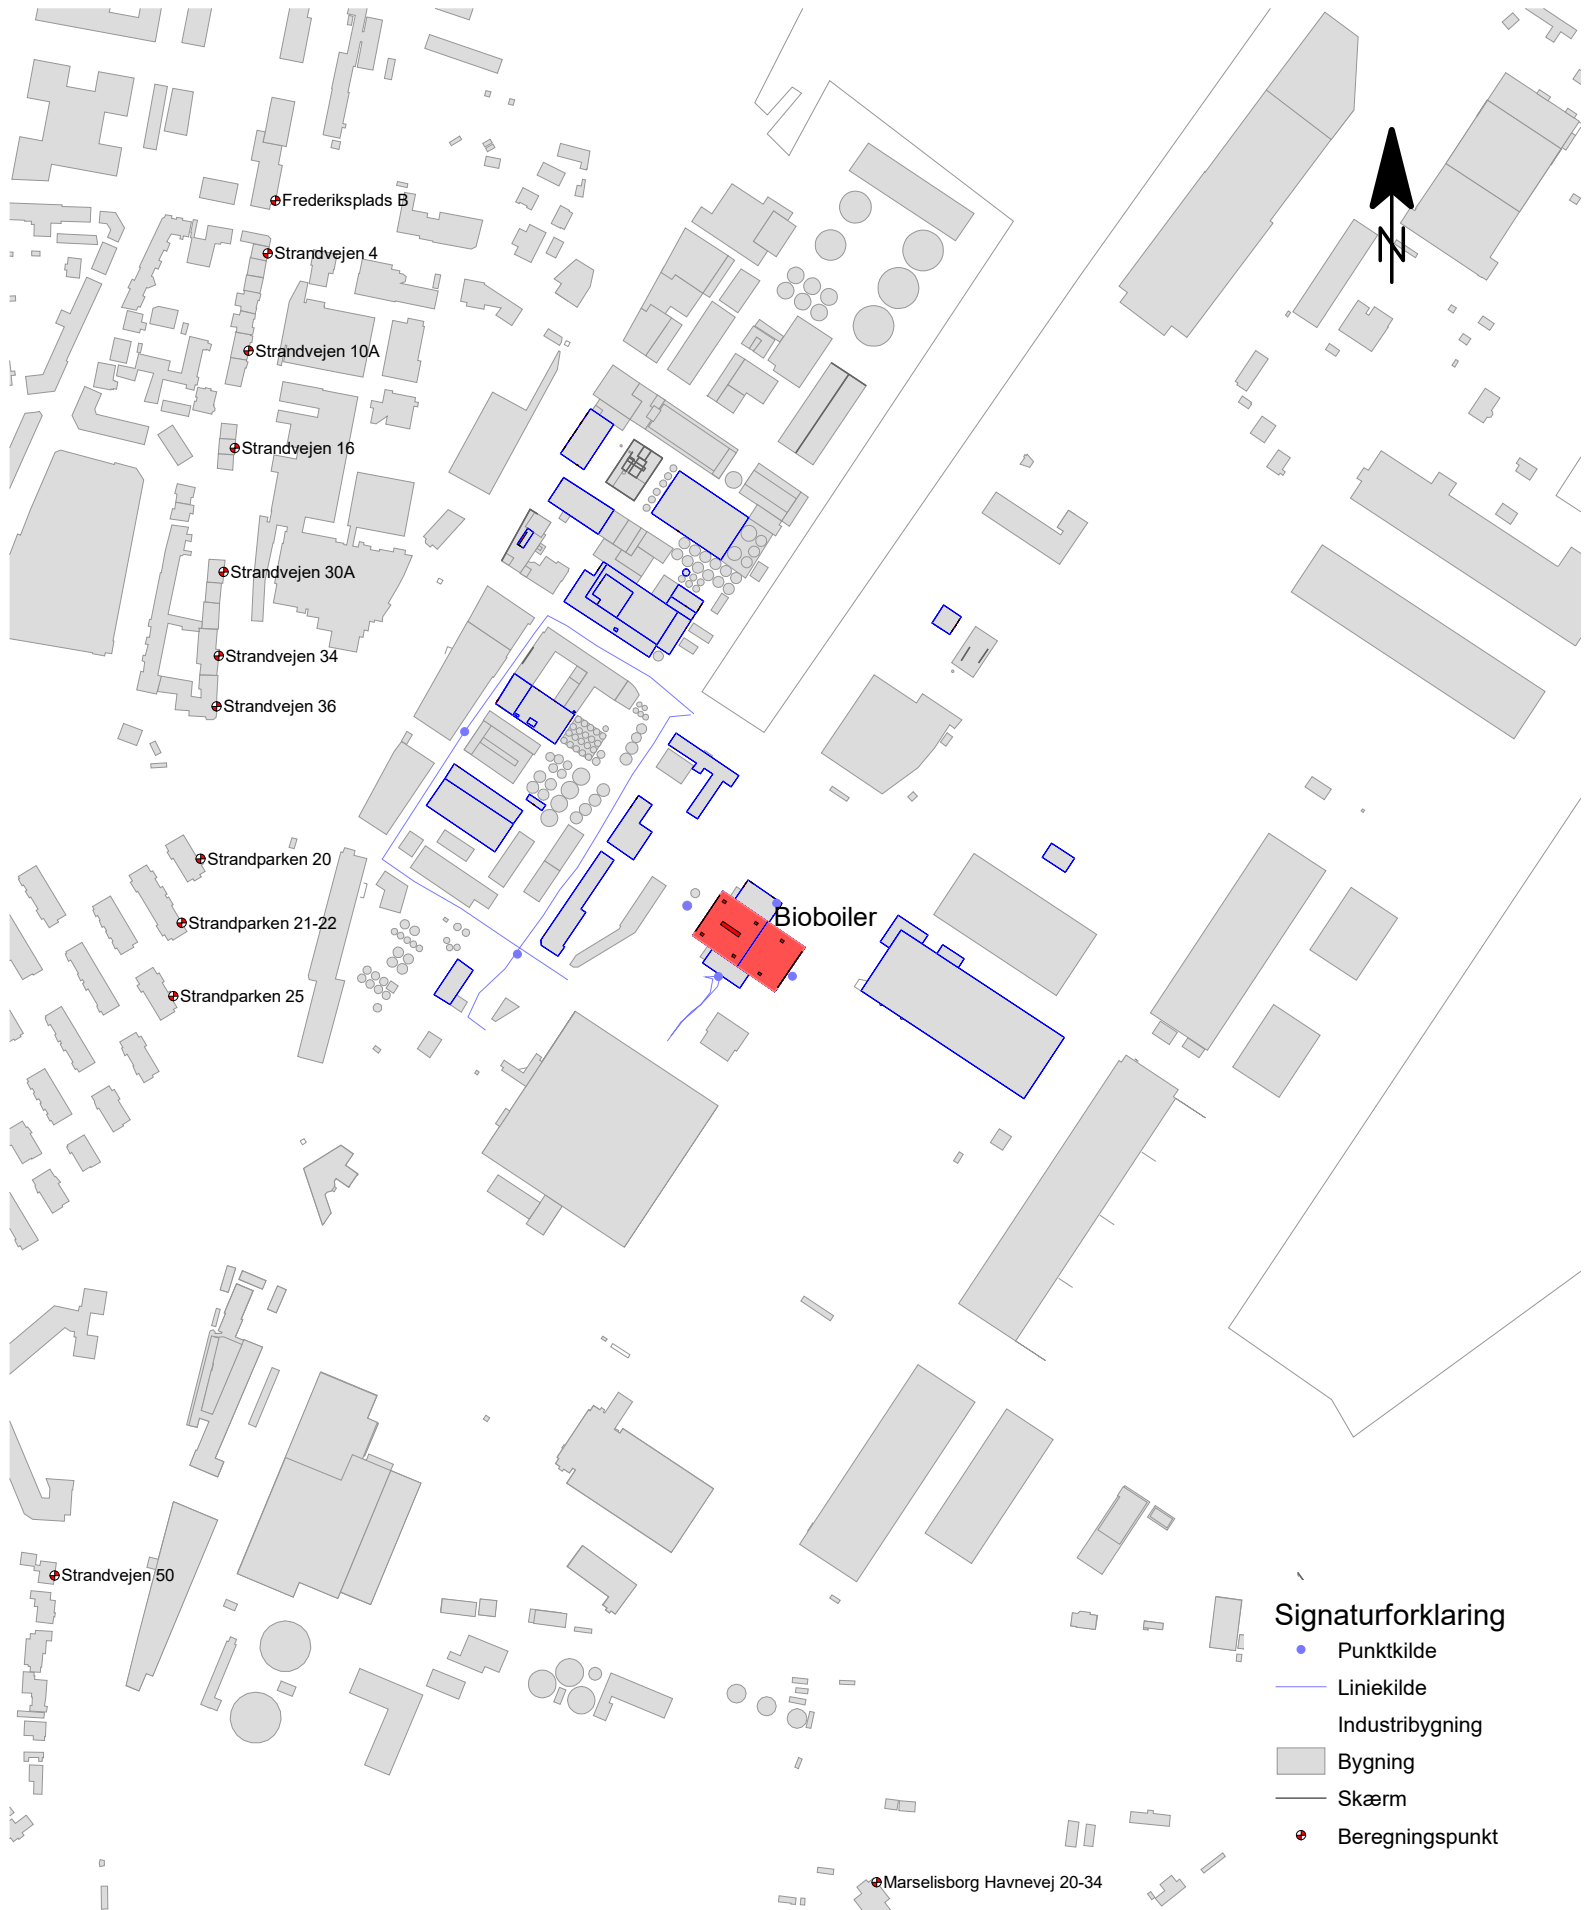 N
Frederiksplads B
Strandvejen 4
Strandvejen 10A
Strandvejen 16
Strandvejen 30A
Strandvejen 34
Strandvejen 36
Strandparken 20
Strandparken 21-22
Bioboiler
Strandparken 25
Strandvejen 50
Signaturforklaring
Punktkilde
Liniekilde
Industribygning
Bygning
Skærm
Beregningspunkt
Marselisborg Havnevej 20-34